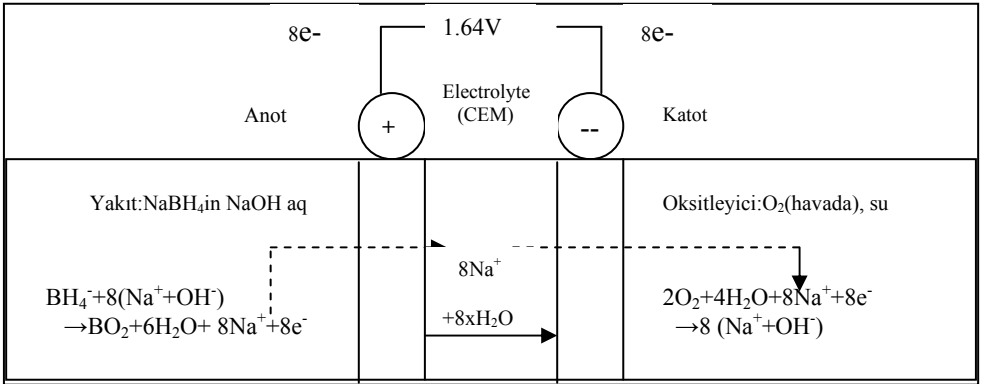 8e-
1.64V
8e-
Electrolyte
(CEM)
Anot
+
--
Katot
Yakıt:NaBH₄in NaOH aq
Oksitleyici:O₂(havada), su
8Na⁺
BH₄⁻+8(Na⁺+OH⁻)
→BO₂+6H₂O+ 8Na⁺+8e⁻
+8xH₂O
2O₂+4H₂O+8Na⁺+8e⁻
→8 (Na⁺+OH⁻)